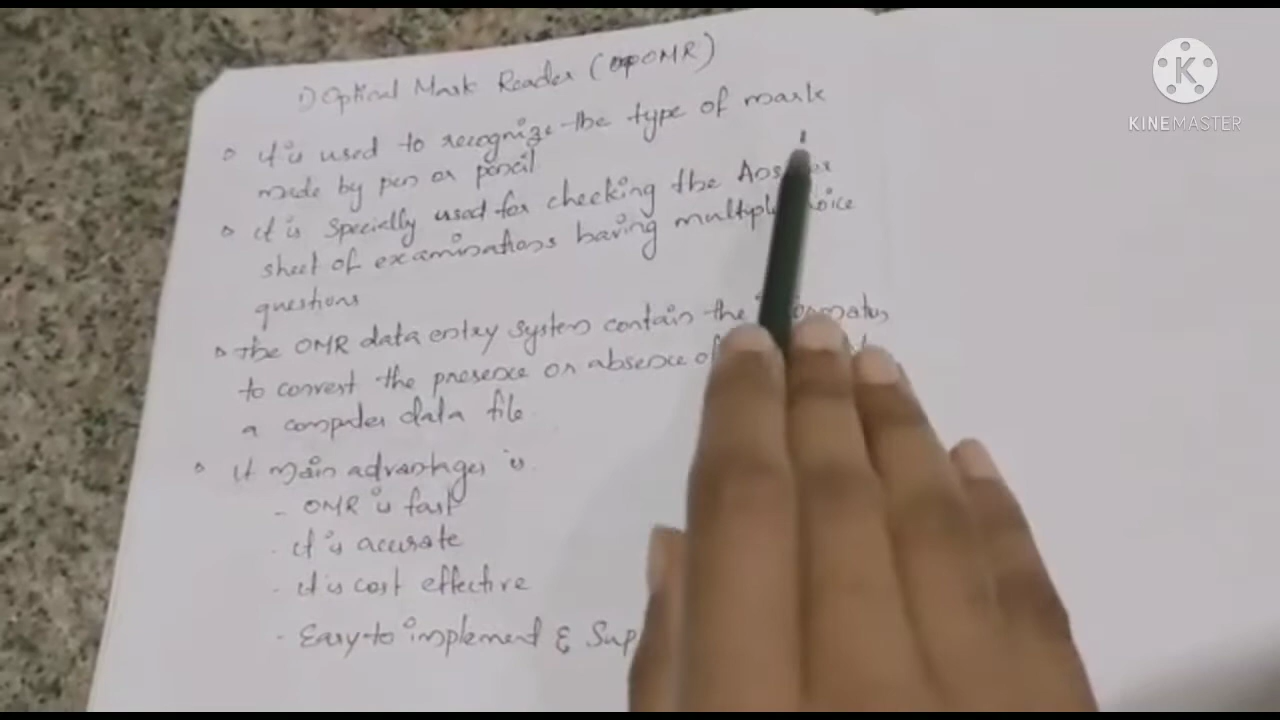 1) Optical Mask Reader (OMR)
it is used to recognize the type of mark
made by pen or pencil
it is specially used for checking the
sheet of examinations having multiple
questions
the OMR data entry system contain the
to convert the presence or absence of
a computer data file
it main advantages is
- OMR is fast
- it is accurate
- it is cost effective
- Easy to implement &
KINEMASTER